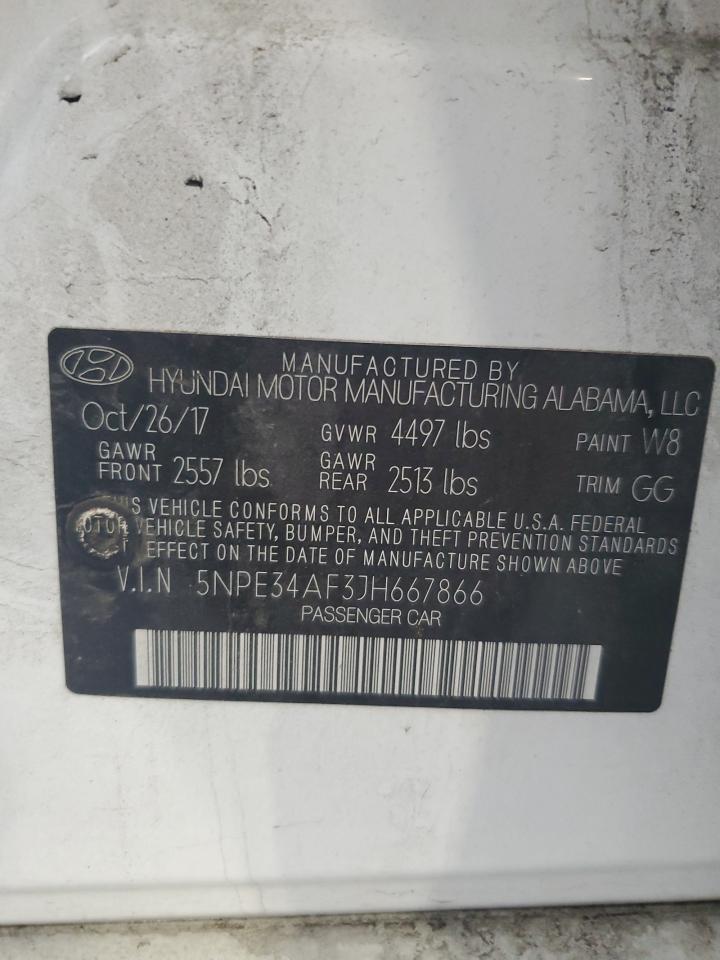 MANUFACTURED BY
HYUNDAI MOTOR MANUFACTURING ALABAMA, LLC
Oct/26/17 GVWR 4497 lbs PAINT W8
GAWR FRONT 2557 lbs GAWR REAR 2513 lbs TRIM GG
VEHICLE CONFORMS TO ALL APPLICABLE U.S.A. FEDERAL
VEHICLE SAFETY, BUMPER, AND THEFT PREVENTION STANDARDS
EFFECT ON THE DATE OF MANUFACTURE SHOWN ABOVE
V.I.N 5NPE34AF3JH667866
PASSENGER CAR